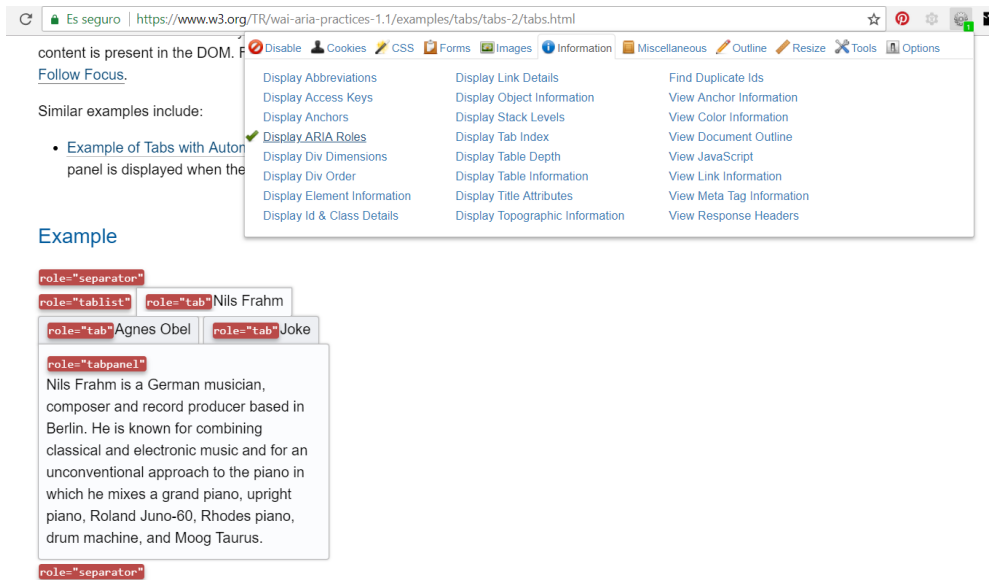 Es seguro | https://www.w3.org/TR/wai-aria-practices-1.1/examples/tabs/tabs-2/tabs.html
1
Disable Cookies CSS Forms Images Information Miscellaneous Outline Resize Tools Options
Display Abbreviations
Display Access Keys
Display Anchors
Display ARIA Roles
Display Div Dimensions
Display Div Order
Display Element Information
Display Id & Class Details
Display Link Details
Display Object Information
Display Stack Levels
Display Tab Index
Display Table Depth
Display Table Information
Display Title Attributes
Display Topographic Information
Find Duplicate Ids
View Anchor Information
View Color Information
View Document Outline
View JavaScript
View Link Information
View Meta Tag Information
View Response Headers
content is present in the DOM.
Follow Focus.
Similar examples include:
• Example of Tabs with
panel is displayed when the
Example
role="separator"
role="tablist" role="tab" Nils Frahm
role="tab" Agnes Obel role="tab" Joke
role="tabpanel"
Nils Frahm is a German musician,
composer and record producer based in
Berlin. He is known for combining
classical and electronic music and for an
unconventional approach to the piano in
which he mixes a grand piano, upright
piano, Roland Juno-60, Rhodes piano,
drum machine, and Moog Taurus.
role="separator"